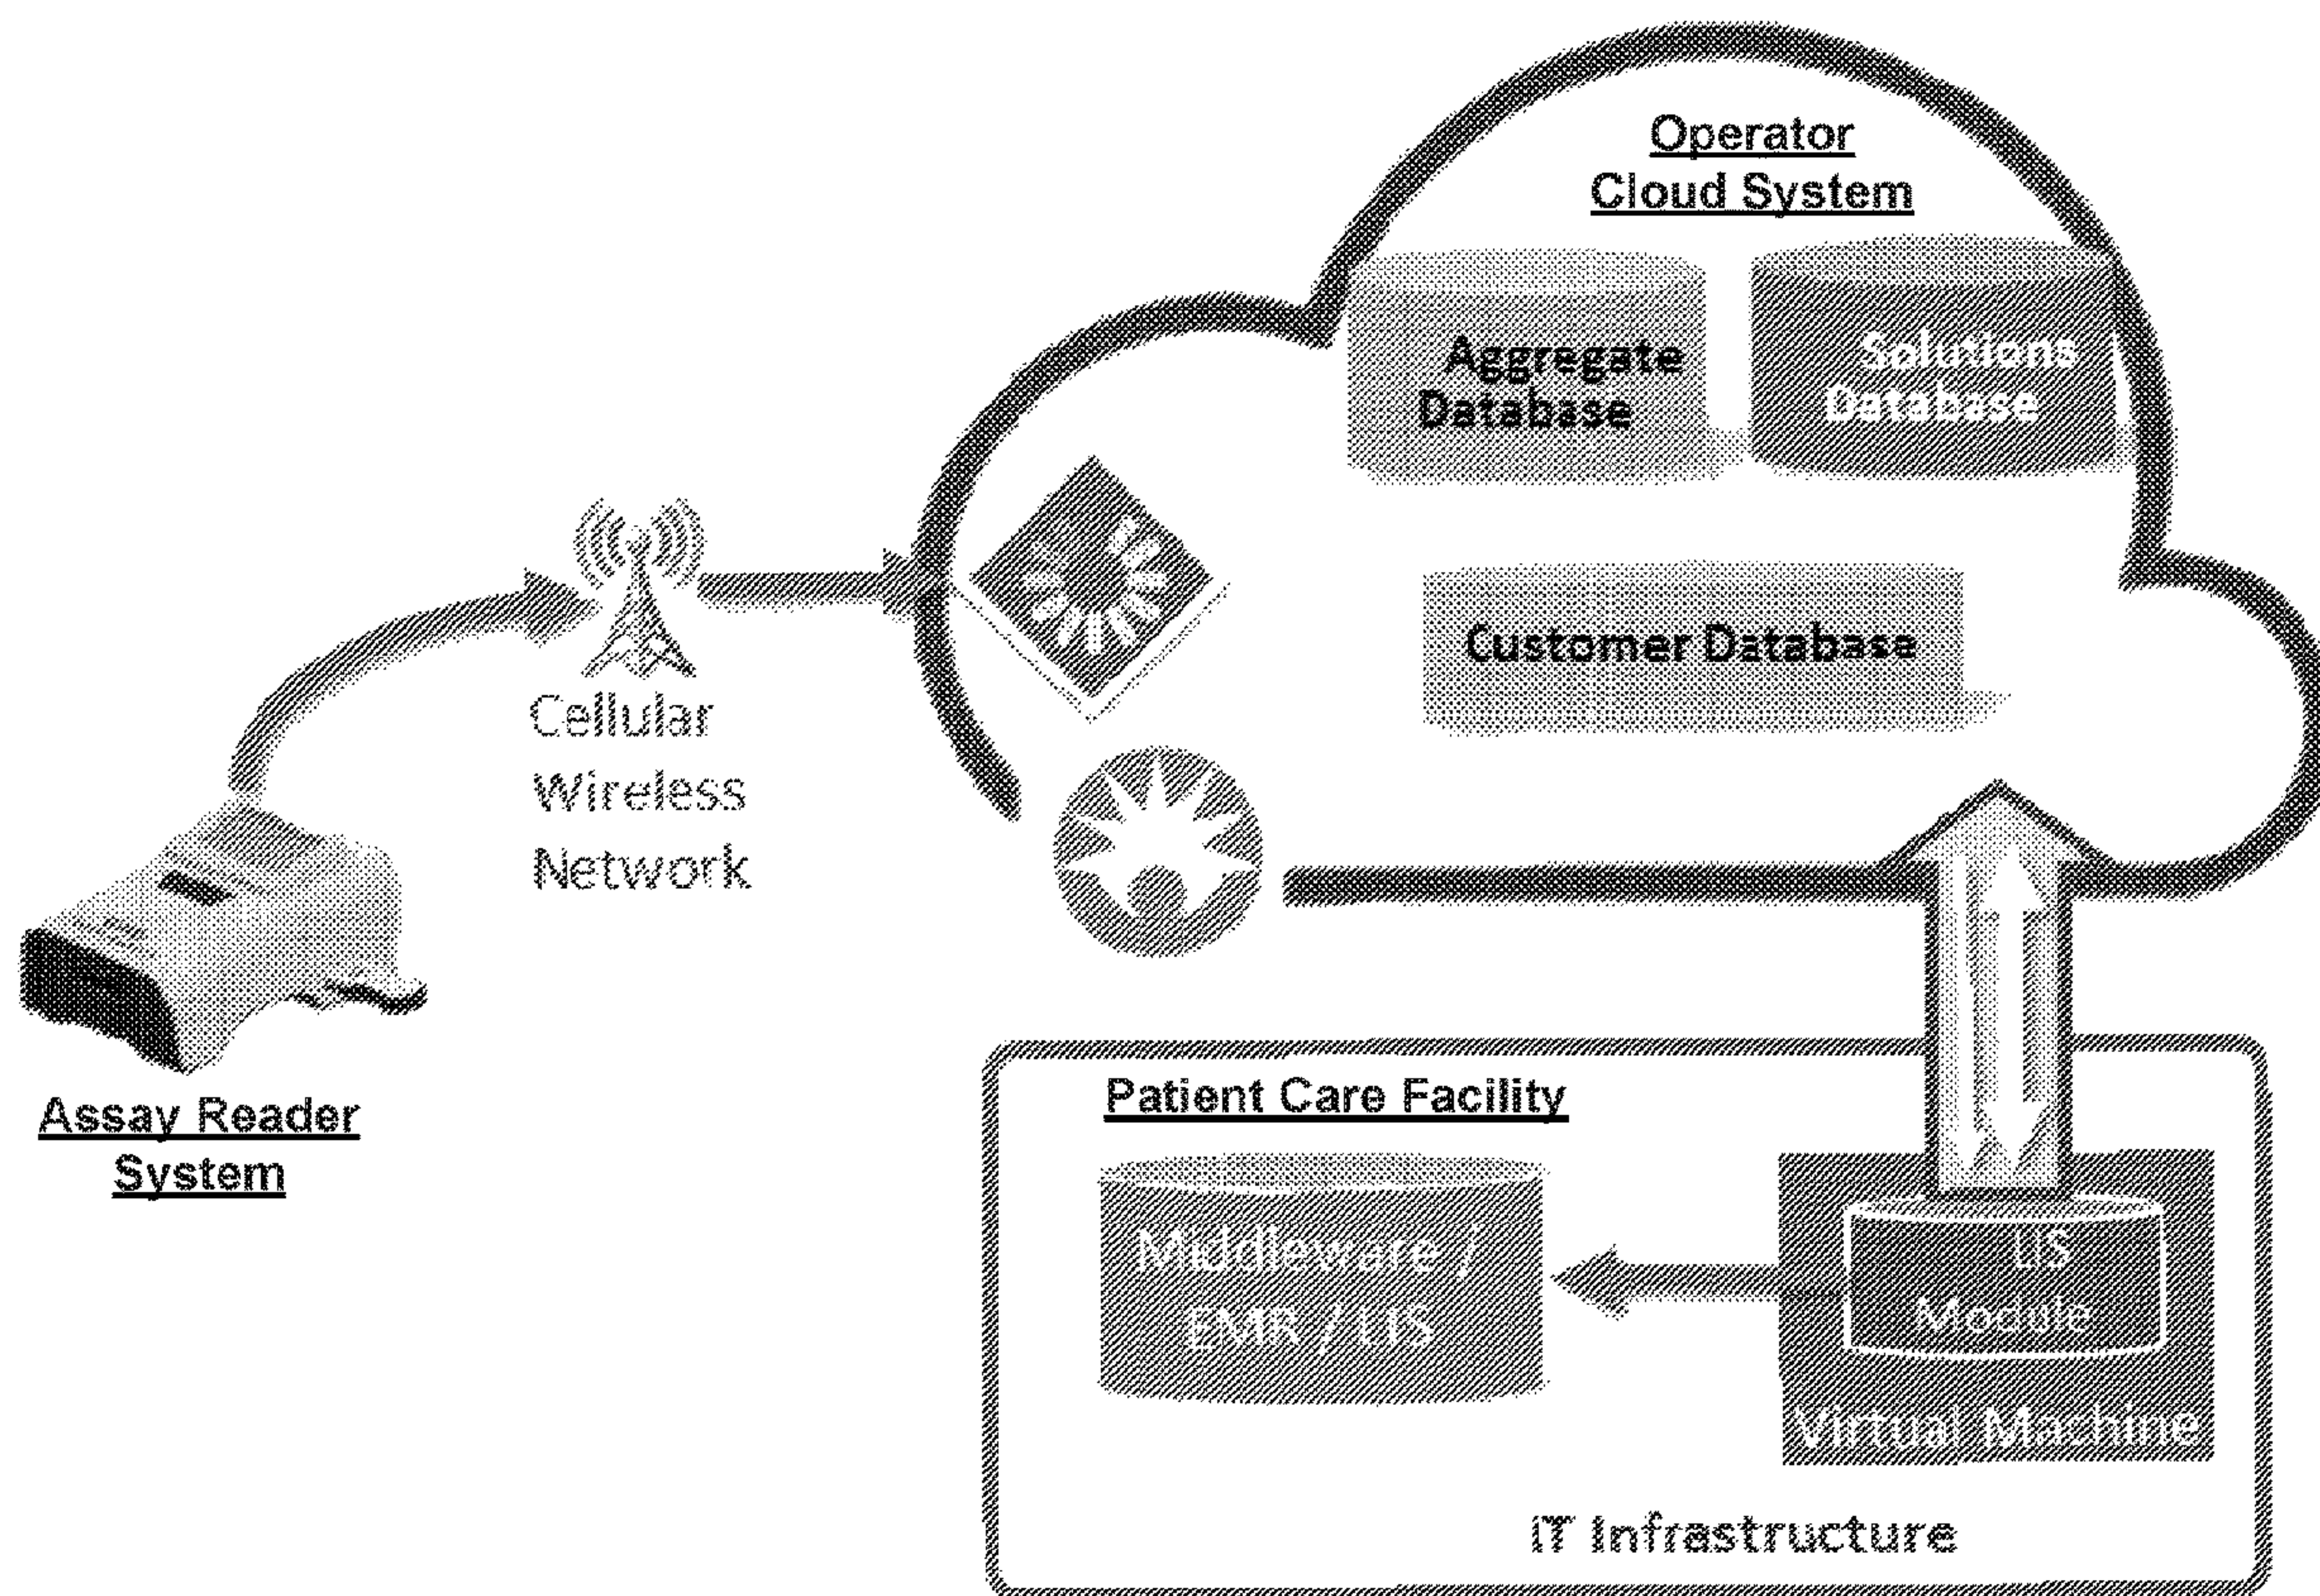 Operator
Cloud System
Aggregate
Database
Solutions
Database
Customer Database
Cellular
Wireless
Network
Assay Reader
System
Patient Care Facility
Middleware /
EMR / LIS
LIS
Module
Virtual Machine
IT Infrastructure